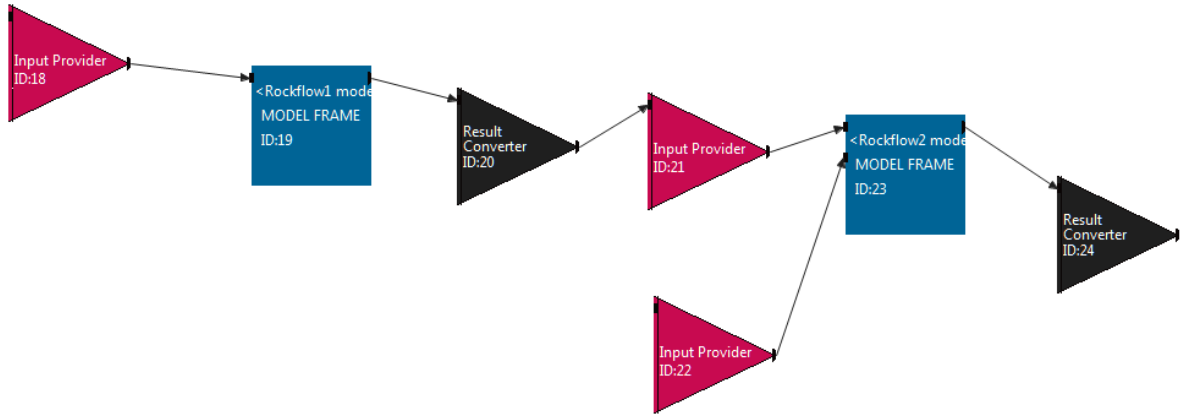 Input Provider
ID:18
<Rockflow1 mode
MODEL FRAME
ID:19
Result
Converter
ID:20
Input Provider
ID:21
<Rockflow2 mode
MODEL FRAME
ID:23
Result
Converter
ID:24
Input Provider
ID:22